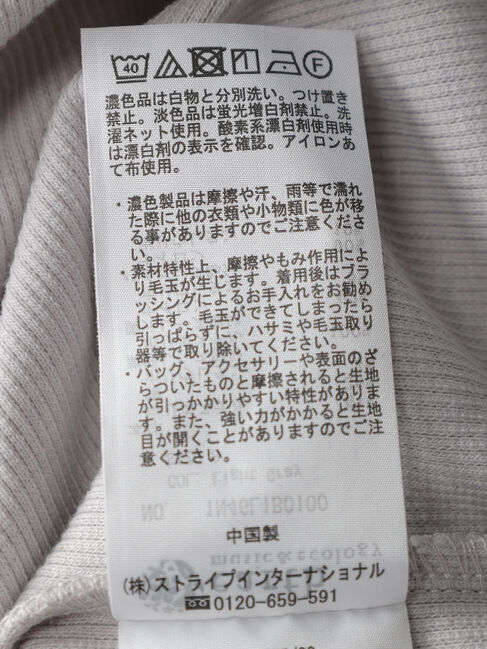 40 F
濃色品は白物と分別洗い。つけ置き
禁止。淡色品は蛍光増白剤禁止。洗
濯ネット使用。酸素系漂白剤使用時
は漂白剤の表示を確認。アイロンあ
て布使用。
・濃色製品は摩擦や汗、雨等で濡れ
た際に他の衣類や小物類に色が移
る事がありますのでご注意くださ
い。
・素材特性上、摩擦やもみ作用によ
り毛玉が生じます。着用後はブラ
ッシングによるお手入れをお勧め
します。毛玉ができてしまったら
引っぱらずに、ハサミや毛玉取り
器等で取り除いてください。
・バッグ、アクセサリーや表面のざ
らついたものと摩擦されると生地
が引っかかりやすい特性がありま
す。また、強い力がかかると生地
目が開くことがありますのでご注
意ください。
COL. Light Gray
NO. 1N46L1B0100
中国製
music&ecology
(株)ストライプインターナショナル
0120-659-591